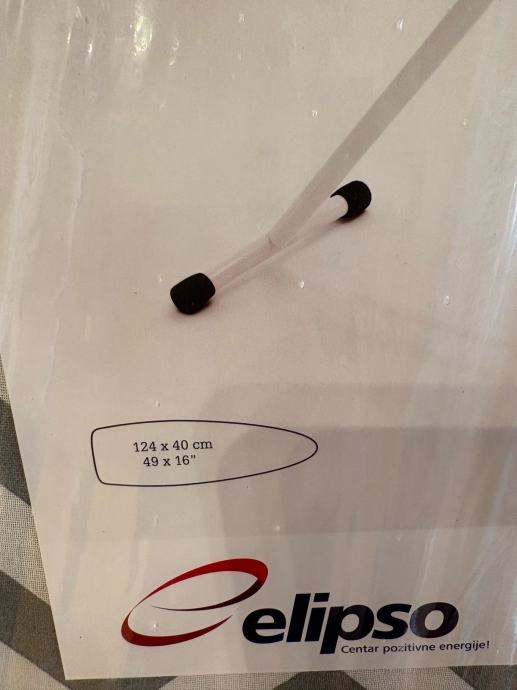 124 x 40 cm
49 x 16"
elipso
Centar pozitivne energije!